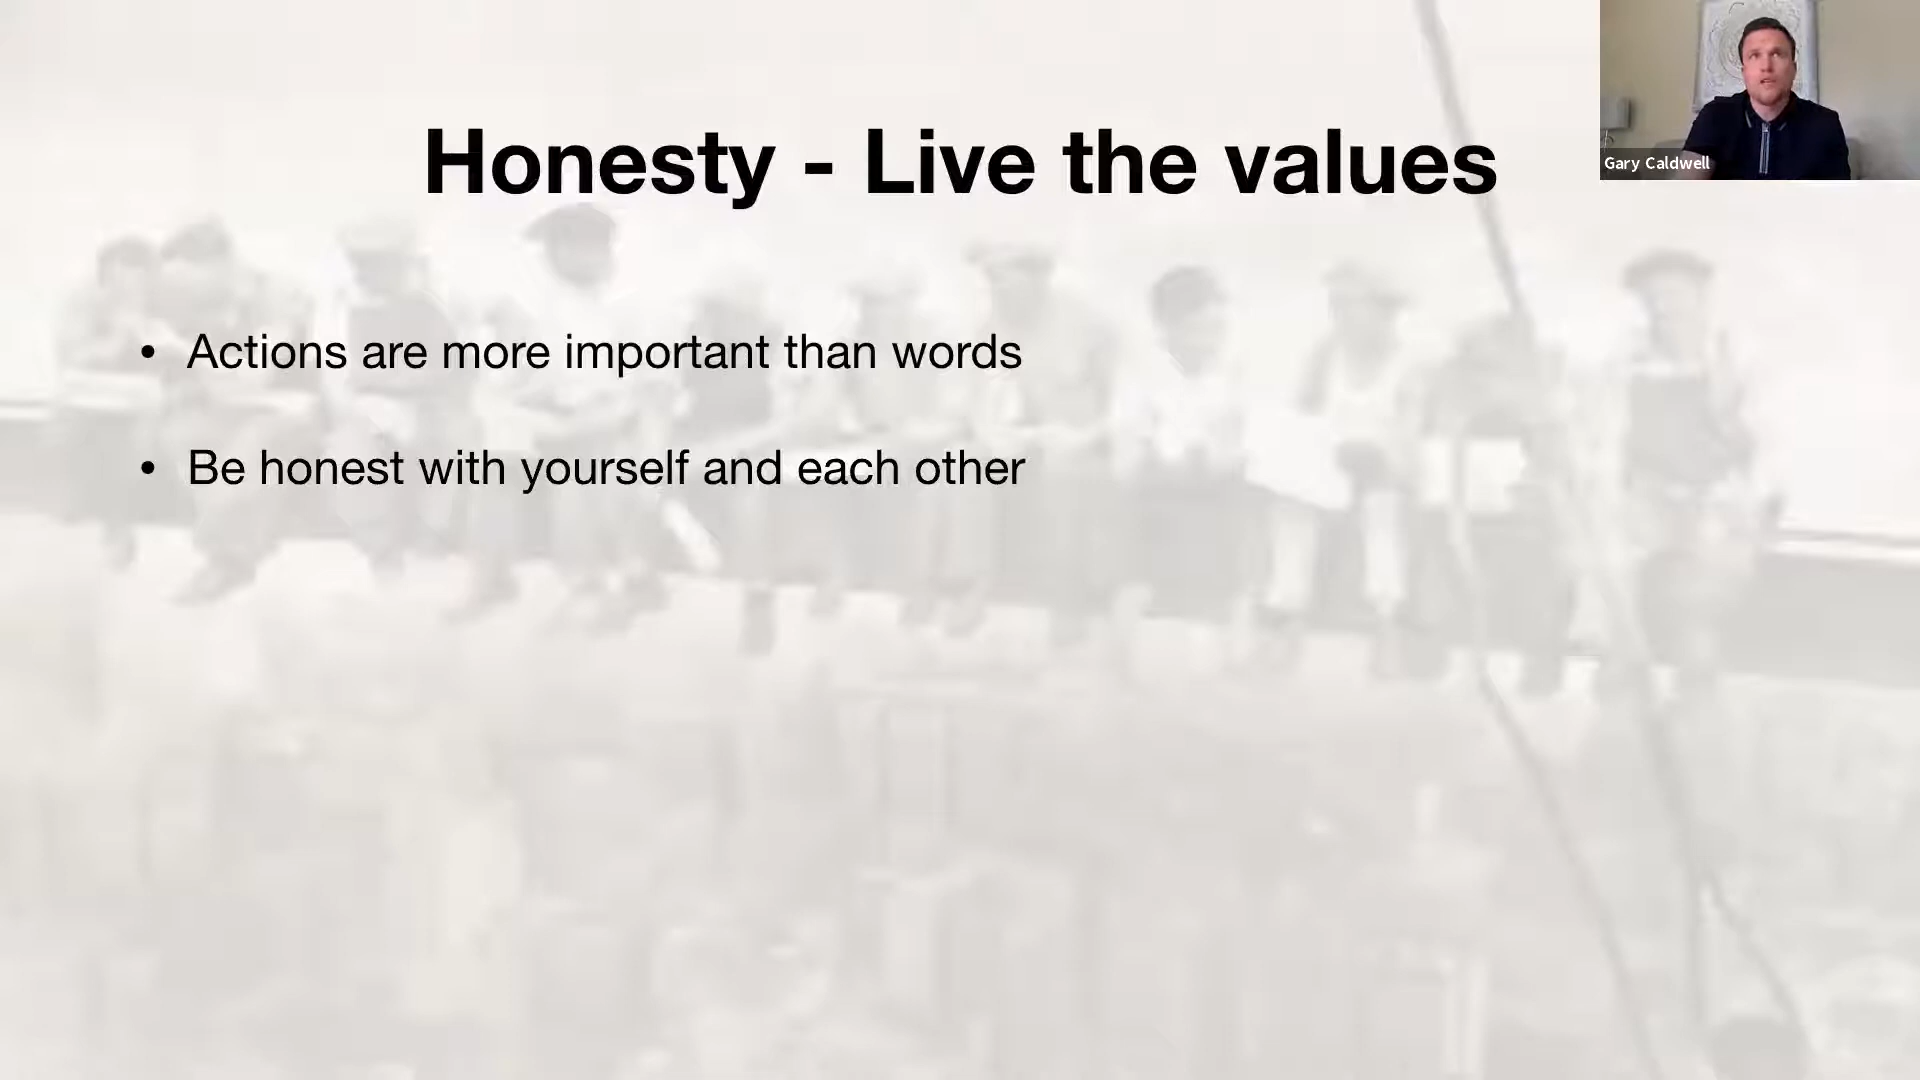 Honesty - Live the values
Gary Caldwell
• Actions are more important than words
• Be honest with yourself and each other